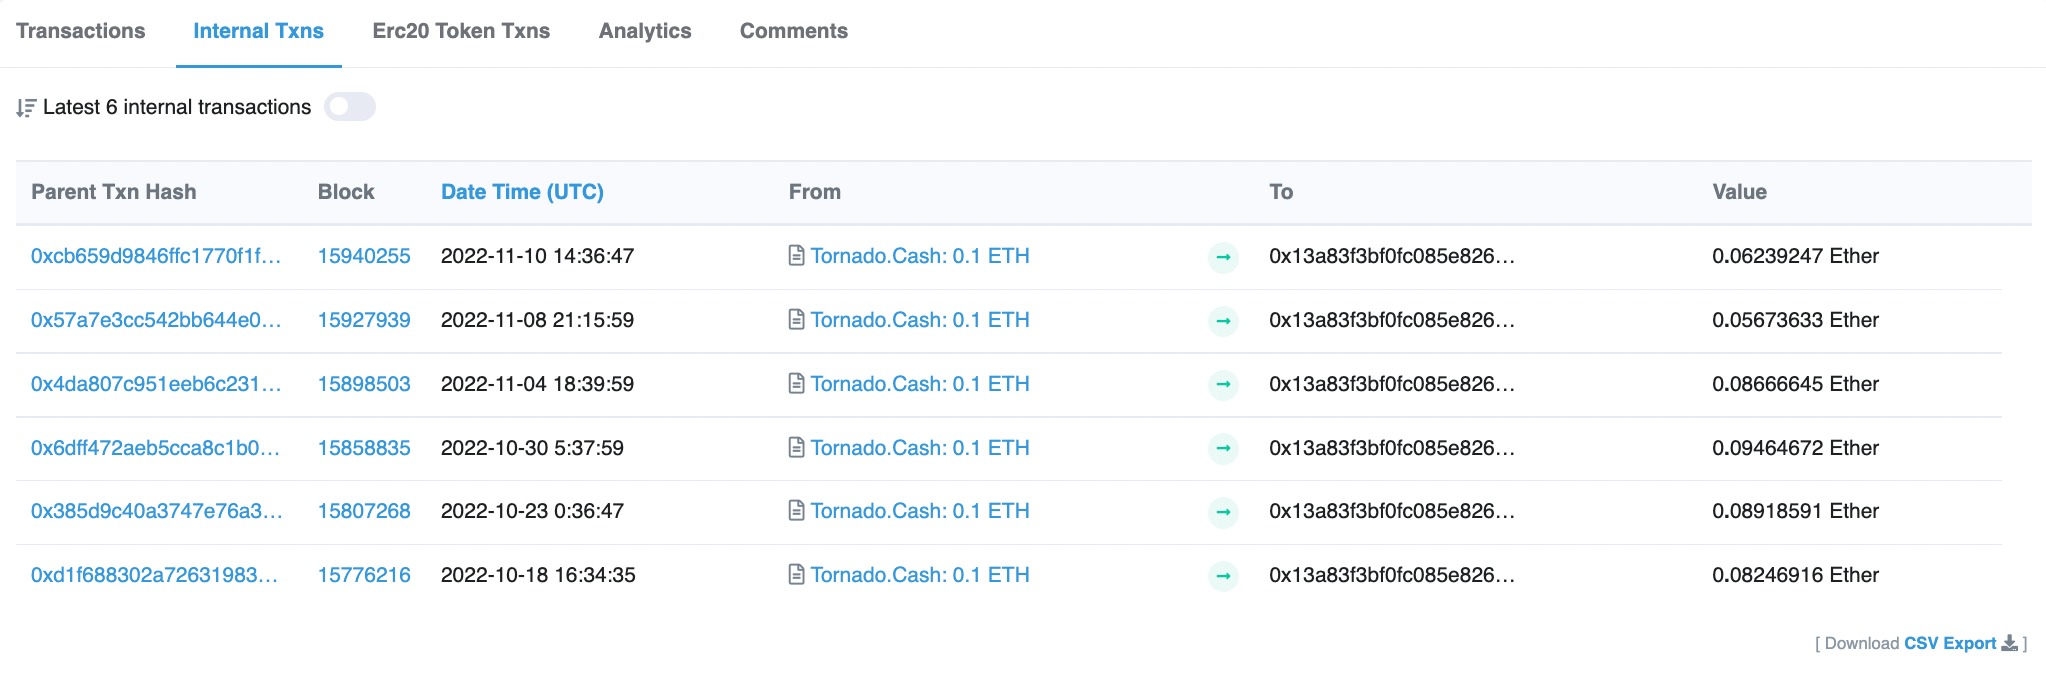 Transactions Internal Txns Erc20 Token Txns Analytics Comments
Latest 6 internal transactions
Parent Txn Hash Block Date Time (UTC) From To Value
0xcb659d9846ffc1770f1f... 15940255 2022-11-10 14:36:47 Tornado.Cash: 0.1 ETH 0x13a83f3bf0fc085e826... 0.06239247 Ether
0x57a7e3cc542bb644e0... 15927939 2022-11-08 21:15:59 Tornado.Cash: 0.1 ETH 0x13a83f3bf0fc085e826... 0.05673633 Ether
0x4da807c951eeb6c231... 15898503 2022-11-04 18:39:59 Tornado.Cash: 0.1 ETH 0x13a83f3bf0fc085e826... 0.08666645 Ether
0x6dff472aeb5cca8c1b0... 15858835 2022-10-30 5:37:59 Tornado.Cash: 0.1 ETH 0x13a83f3bf0fc085e826... 0.09464672 Ether
0x385d9c40a3747e76a3... 15807268 2022-10-23 0:36:47 Tornado.Cash: 0.1 ETH 0x13a83f3bf0fc085e826... 0.08918591 Ether
0xd1f688302a72631983... 15776216 2022-10-18 16:34:35 Tornado.Cash: 0.1 ETH 0x13a83f3bf0fc085e826... 0.08246916 Ether
[ Download CSV Export ]